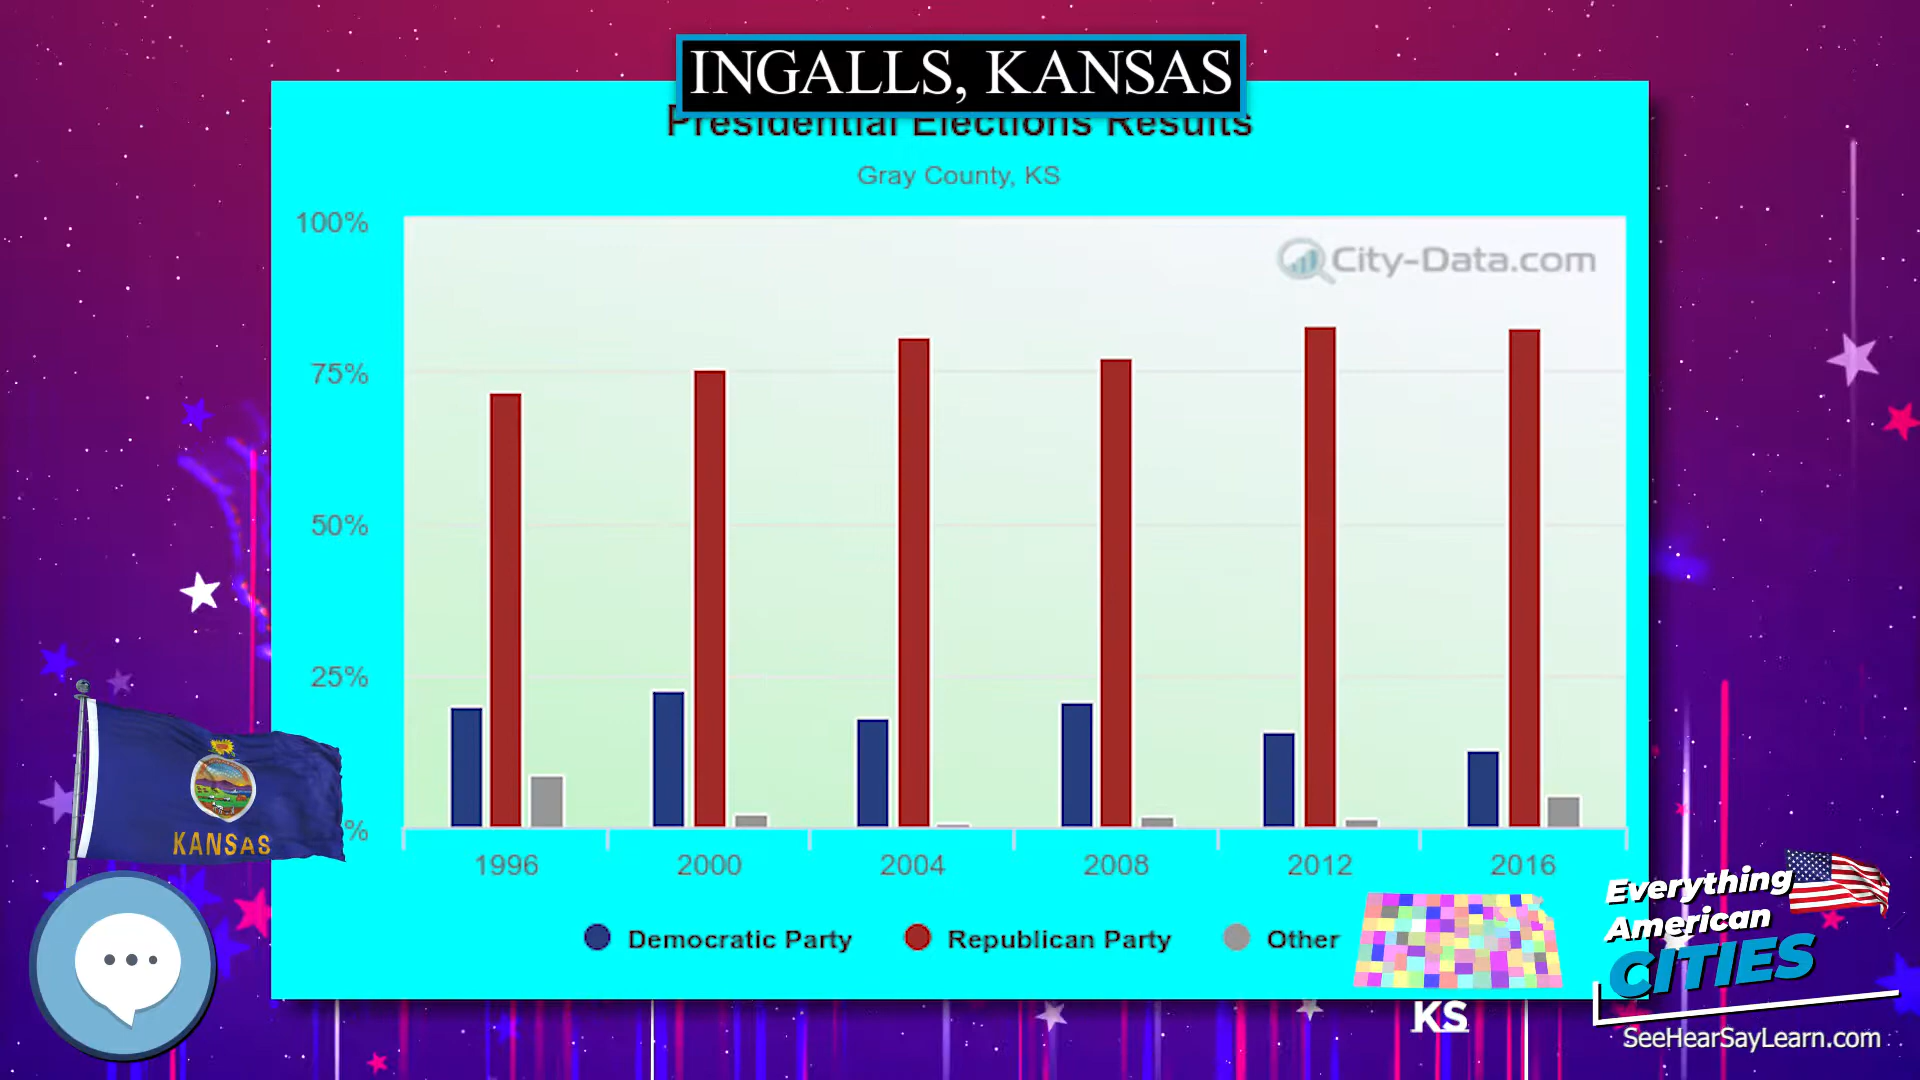 INGALLS, KANSAS
Presidential Elections Results
Gray County, KS
City-Data.com
100%
75%
50%
25%
%
1996 2000 2004 2008 2012 2016
Democratic Party Republican Party Other
KANSAS
KS
Everything
American
CITIES
SeeHearSayLearn.com